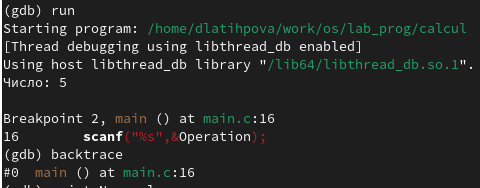 (gdb) run
Starting program: /home/dlatihpova/work/os/lab_prog/calcul
[Thread debugging using libthread_db enabled]
Using host libthread_db library "/lib64/libthread_db.so.1".
Число: 5
Breakpoint 2, main () at main.c:16
16 scanf("%s",&Operation);
(gdb) backtrace
#0 main () at main.c:16